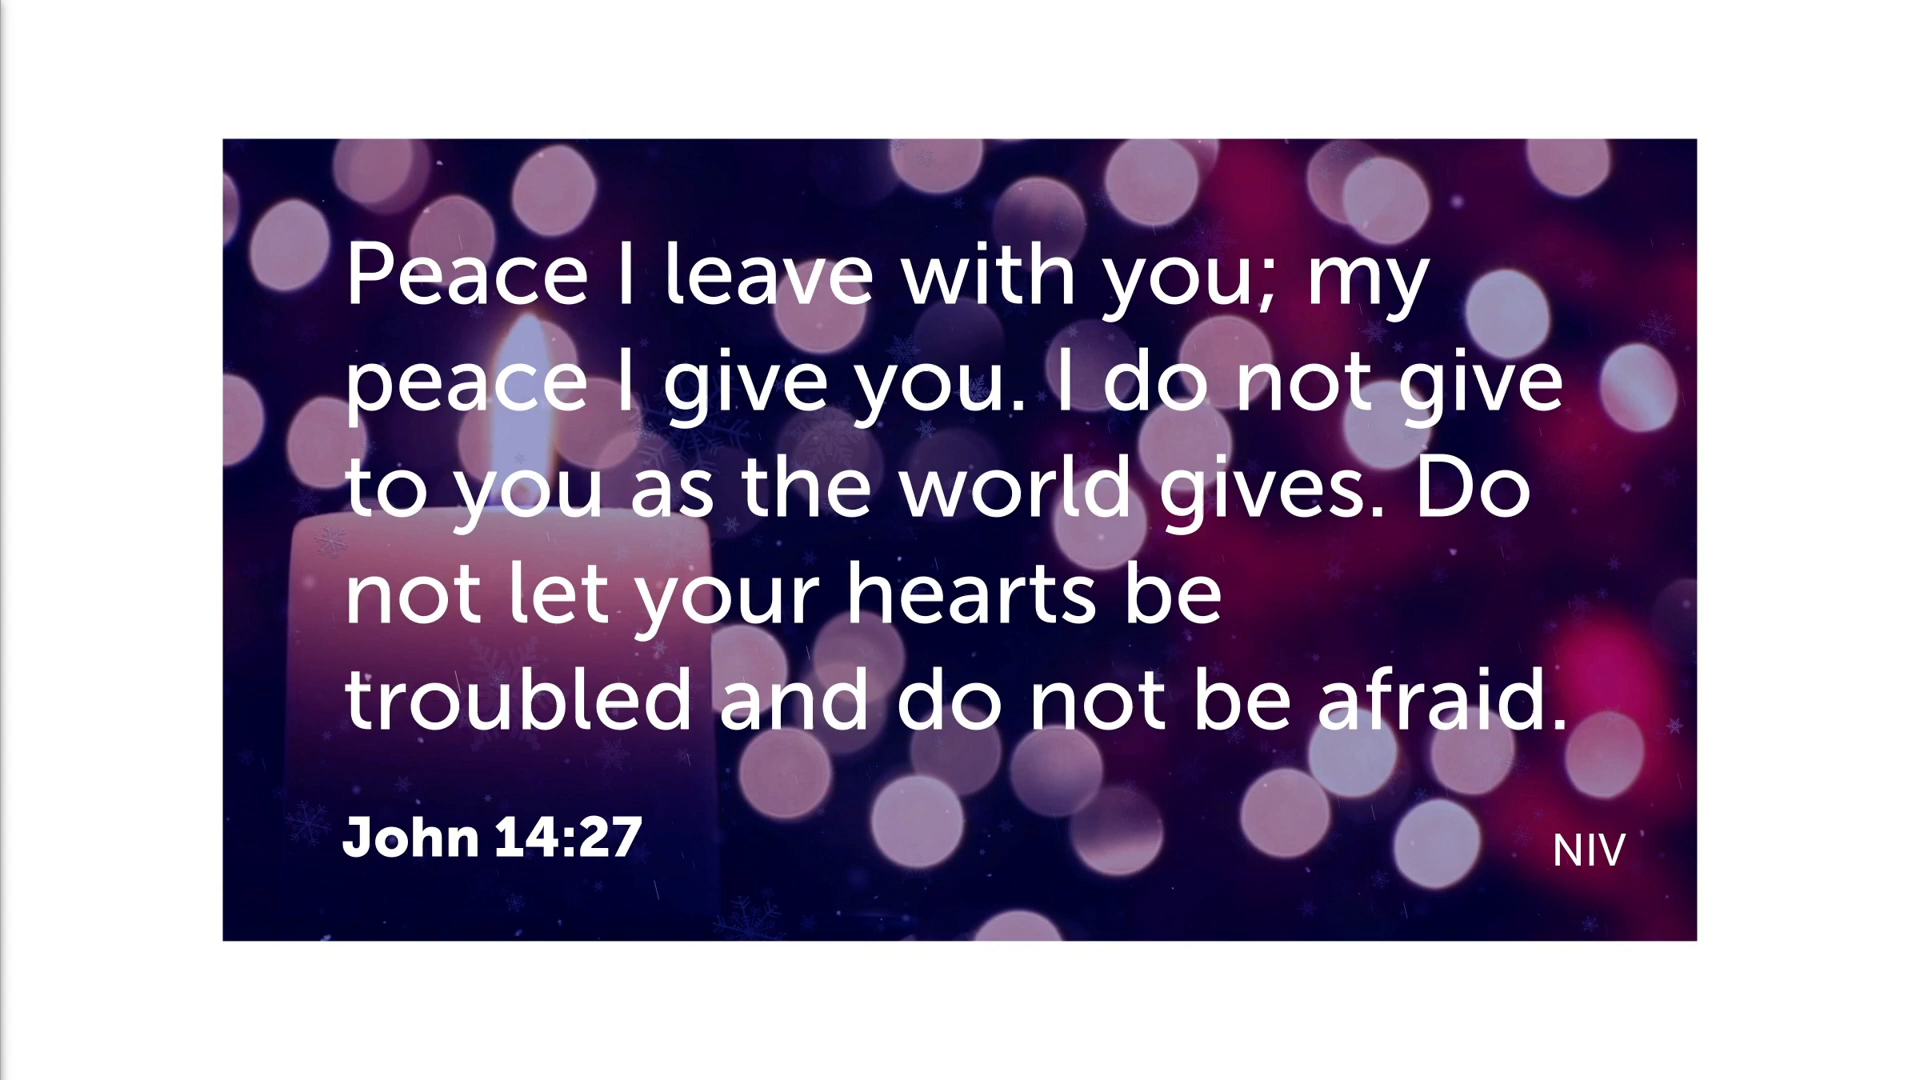 Peace I leave with you; my
peace I give you. I do not give
to you as the world gives. Do
not let your hearts be
troubled and do not be afraid.
John 14:27
NIV